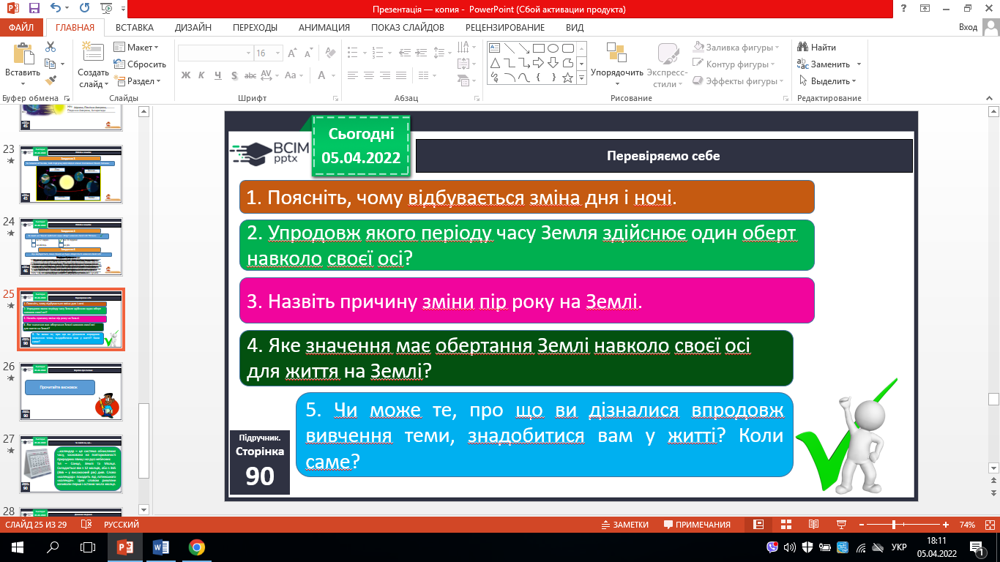 Презентація — копия - PowerPoint (Сбой активации продукта)
ФАЙЛ ГЛАВНАЯ ВСТАВКА ДИЗАЙН ПЕРЕХОДЫ АНИМАЦИЯ ПОКАЗ СЛАЙДОВ РЕЦЕНЗИРОВАНИЕ ВИД Вход
Вставить
Создать слайд
Макет
Сбросить
Раздел
16
Ж К Ч S abc AV Aa A
Упорядочить
Экспресс-стили
Заливка фигуры
Контур фигуры
Эффекты фигуры
Найти
Заменить
Выделить
Буфер обмена Слайды Шрифт Абзац Рисование Редактирование
23
24
25
26
Прочитайте висновок
27
28
Сьогодні
05.04.2022
BCIM
pptx
Перевіряємо себе
1. Поясніть, чому відбувається зміна дня і ночі.
2. Упродовж якого періоду часу Земля здійснює один оберт
навколо своєї осі?
3. Назвіть причину зміни пір року на Землі.
4. Яке значення має обертання Землі навколо своєї осі
для життя на Землі?
5. Чи може те, про що ви дізналися впродовж
вивчення теми, знадобитися вам у житті? Коли
саме?
Підручник.
Сторінка
90
СЛАЙД 25 ИЗ 29 РУССКИЙ ЗАМЕТКИ ПРИМЕЧАНИЯ 74%
УКР
18:11
05.04.2022
1